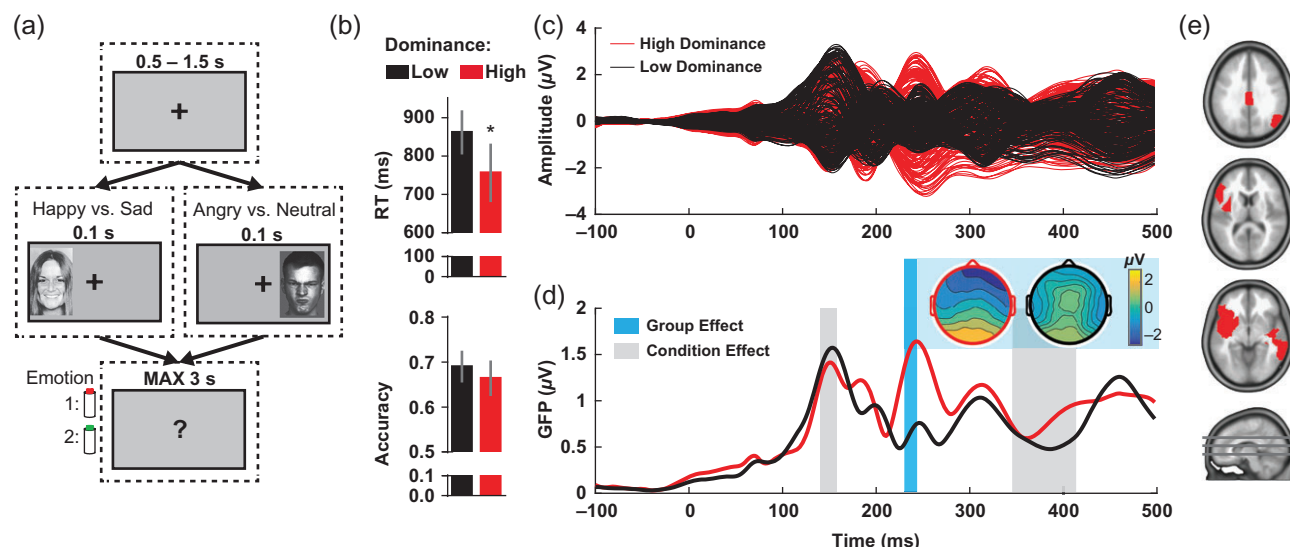 (a)
0.5 – 1.5 s
+
Happy vs. Sad
0.1 s
+
Angry vs. Neutral
0.1 s
+
Emotion
1:
2:
MAX 3 s
?
(b)
Dominance:
Low High
900
800
700
600
100
0
RT (ms)
*
0.8
0.7
0.6
0.5
0.1
0.0
Accuracy
(c)
High Dominance
Low Dominance
Amplitude (µV)
4
2
0
–2
–4
–100 0 100 200 300 400 500
(d)
Group Effect
Condition Effect
µV
2
0
–2
GFP (µV)
2
1.5
1
0.5
0
–100 0 100 200 300 400 500
Time (ms)
(e)